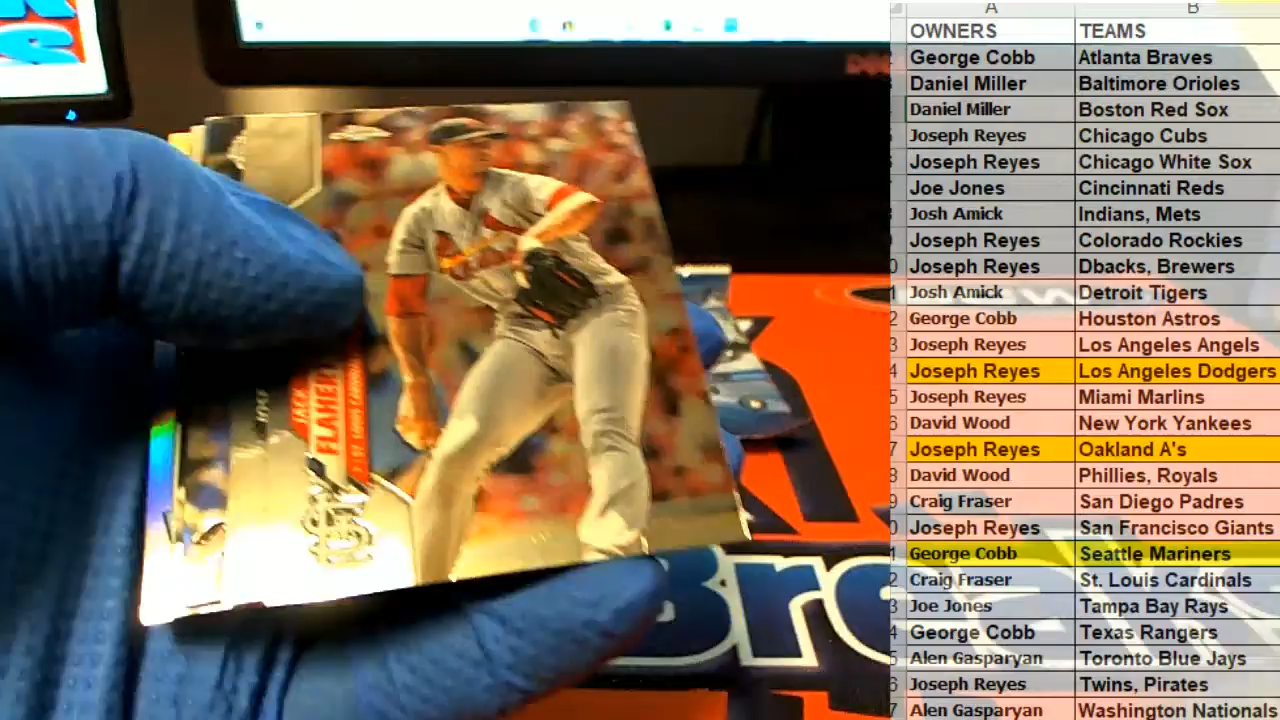 A B
OWNERS TEAMS
George Cobb Atlanta Braves
Daniel Miller Baltimore Orioles
Daniel Miller Boston Red Sox
Joseph Reyes Chicago Cubs
Joseph Reyes Chicago White Sox
Joe Jones Cincinnati Reds
Josh Amick Indians, Mets
Joseph Reyes Colorado Rockies
Joseph Reyes Dbacks, Brewers
Josh Amick Detroit Tigers
George Cobb Houston Astros
Joseph Reyes Los Angeles Angels
Joseph Reyes Los Angeles Dodgers
Joseph Reyes Miami Marlins
David Wood New York Yankees
Joseph Reyes Oakland A's
David Wood Phillies, Royals
Craig Fraser San Diego Padres
Joseph Reyes San Francisco Giants
George Cobb Seattle Mariners
Craig Fraser St. Louis Cardinals
Joe Jones Tampa Bay Rays
George Cobb Texas Rangers
Alen Gasparyan Toronto Blue Jays
Joseph Reyes Twins, Pirates
Alen Gasparyan Washington Nationals
JACK